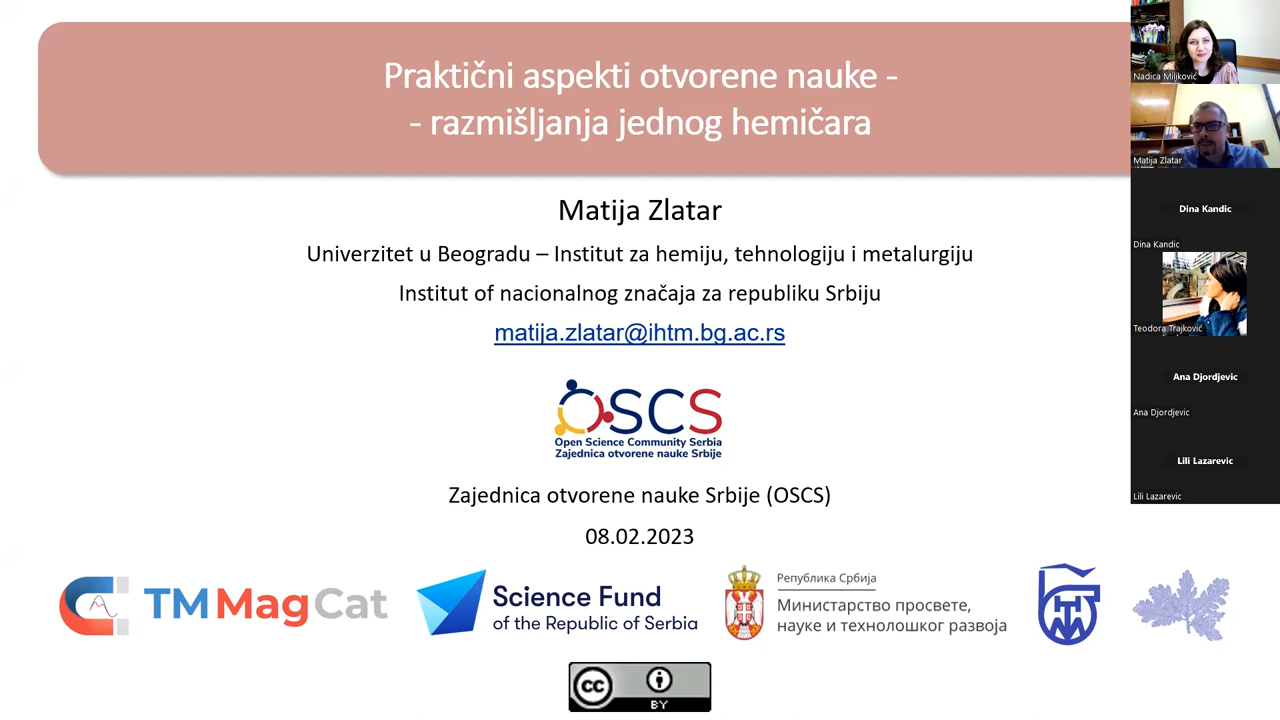 Praktični aspekti otvorene nauke -
- razmišljanja jednog hemičara
Matija Zlatar
Univerzitet u Beogradu – Institut za hemiju, tehnologiju i metalurgiju
Institut of nacionalnog značaja za republiku Srbiju
matija.zlatar@ihtm.bg.ac.rs
OSCS
Open Science Community Serbia
Zajednica otvorene nauke Srbije
Zajednica otvorene nauke Srbije (OSCS)
08.02.2023
TMMagCat
Science Fund
of the Republic of Serbia
Република Србија
Министарство просвете,
науке и технолошког развоја
cc
BY
Nadica Miljković
Matija Zlatar
Dina Kandic
Dina Kandic
Teodora Trajković
Ana Djordjevic
Ana Djordjevic
Lili Lazarevic
Lili Lazarevic